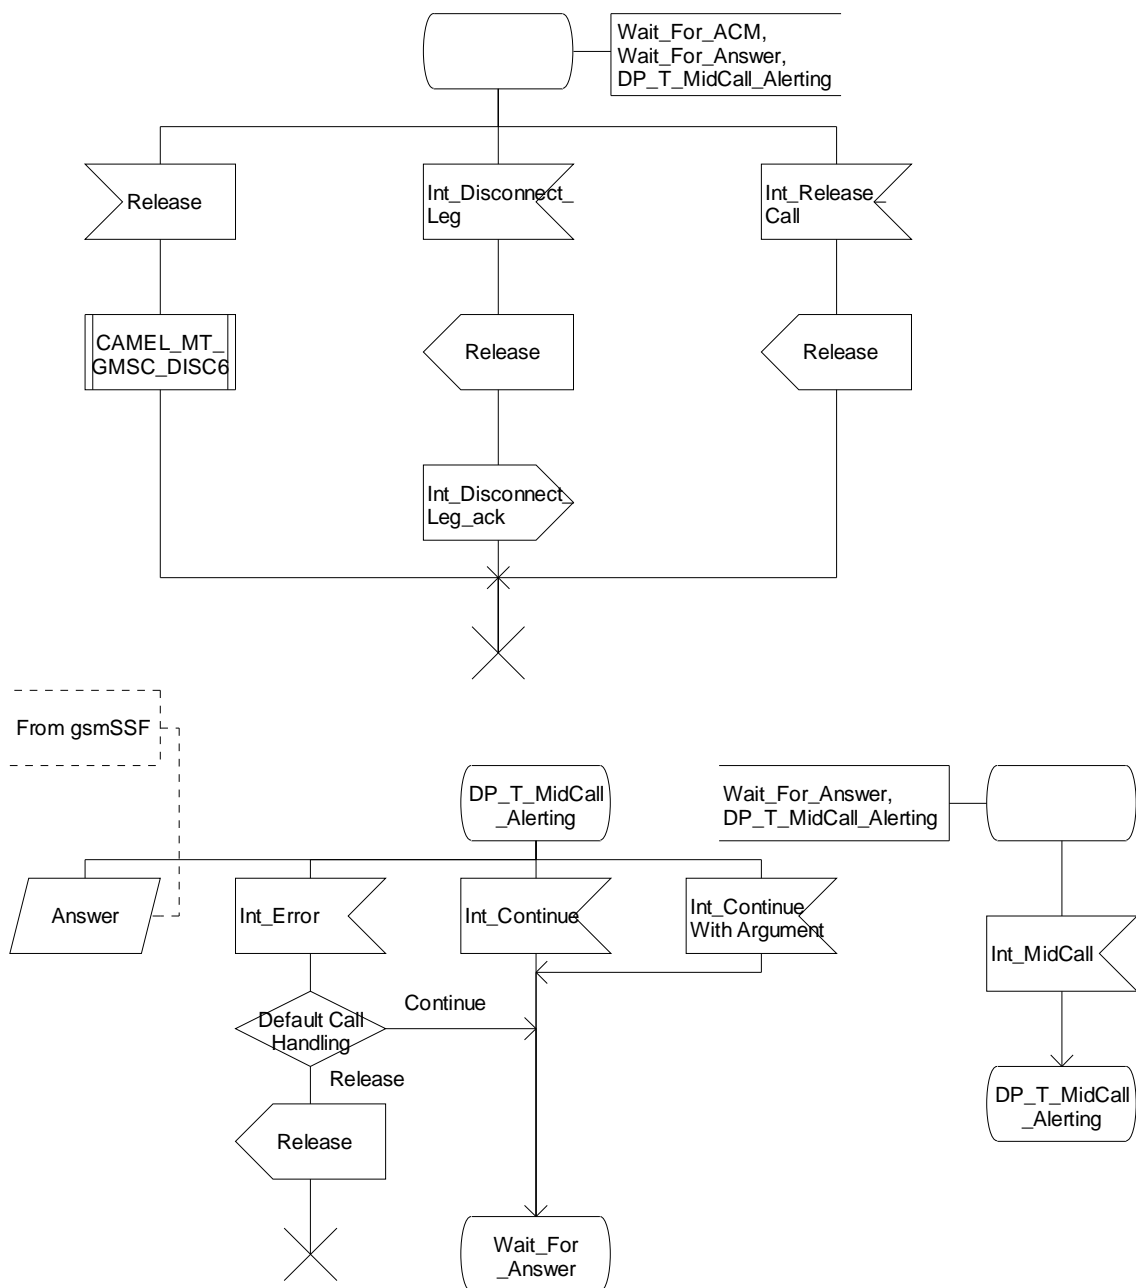 Wait_For_ACM,
Wait_For_Answer,
DP_T_MidCall_Alerting
Release
Int_Disconnect_
Leg
Int_Release_
Call
CAMEL_MT_
GMSC_DISC6
Release
Release
Int_Disconnect_
Leg_ack
From gsmSSF
DP_T_MidCall
_Alerting
Wait_For_Answer,
DP_T_MidCall_Alerting
Answer
Int_Error
Int_Continue
Int_Continue_
With Argument
Int_MidCall
Default Call
Handling
Continue
Release
Release
DP_T_MidCall
_Alerting
Wait_For
_Answer